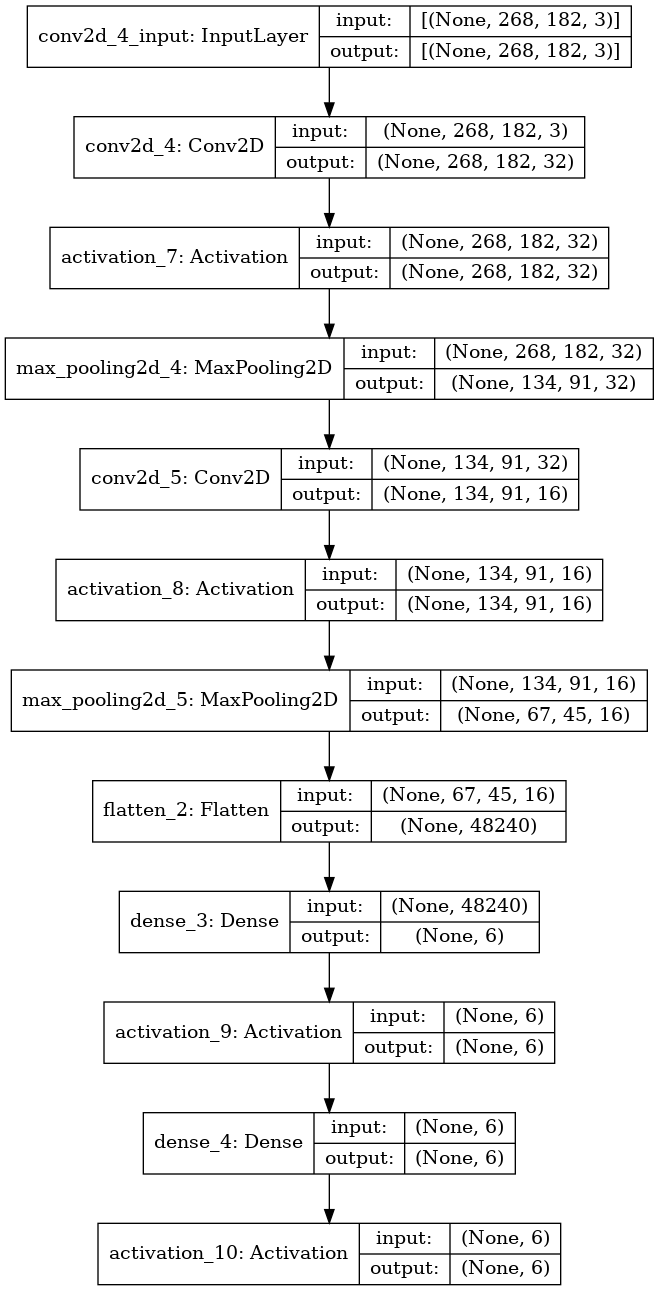 conv2d_4_input: InputLayer
input:
[(None, 268, 182, 3)]
output:
[(None, 268, 182, 3)]
conv2d_4: Conv2D
input:
(None, 268, 182, 3)
output:
(None, 268, 182, 32)
activation_7: Activation
input:
(None, 268, 182, 32)
output:
(None, 268, 182, 32)
max_pooling2d_4: MaxPooling2D
input:
(None, 268, 182, 32)
output:
(None, 134, 91, 32)
conv2d_5: Conv2D
input:
(None, 134, 91, 32)
output:
(None, 134, 91, 16)
activation_8: Activation
input:
(None, 134, 91, 16)
output:
(None, 134, 91, 16)
max_pooling2d_5: MaxPooling2D
input:
(None, 134, 91, 16)
output:
(None, 67, 45, 16)
flatten_2: Flatten
input:
(None, 67, 45, 16)
output:
(None, 48240)
dense_3: Dense
input:
(None, 48240)
output:
(None, 6)
activation_9: Activation
input:
(None, 6)
output:
(None, 6)
dense_4: Dense
input:
(None, 6)
output:
(None, 6)
activation_10: Activation
input:
(None, 6)
output:
(None, 6)